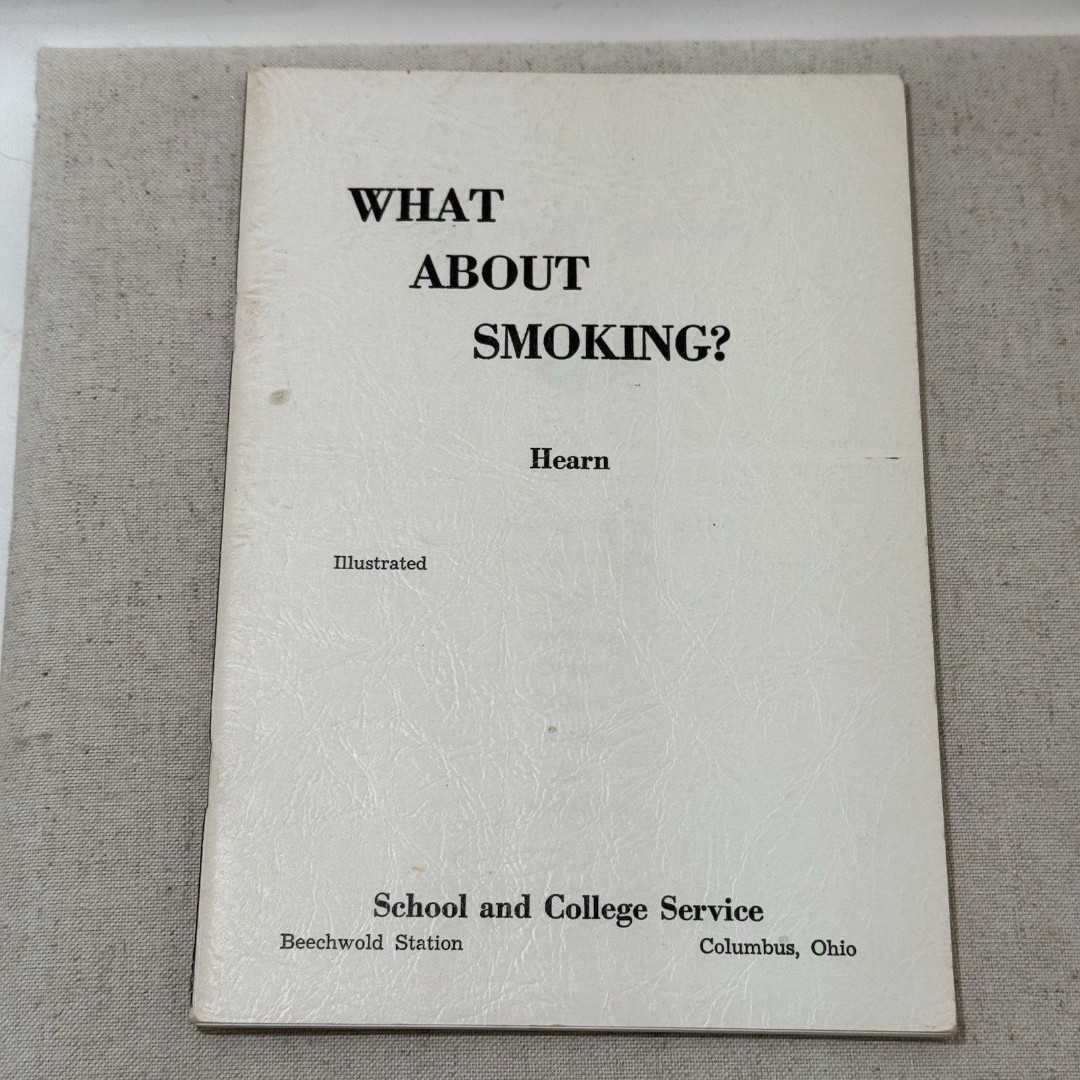 WHAT
ABOUT
SMOKING?
Hearn
Illustrated
School and College Service
Beechwold Station Columbus, Ohio